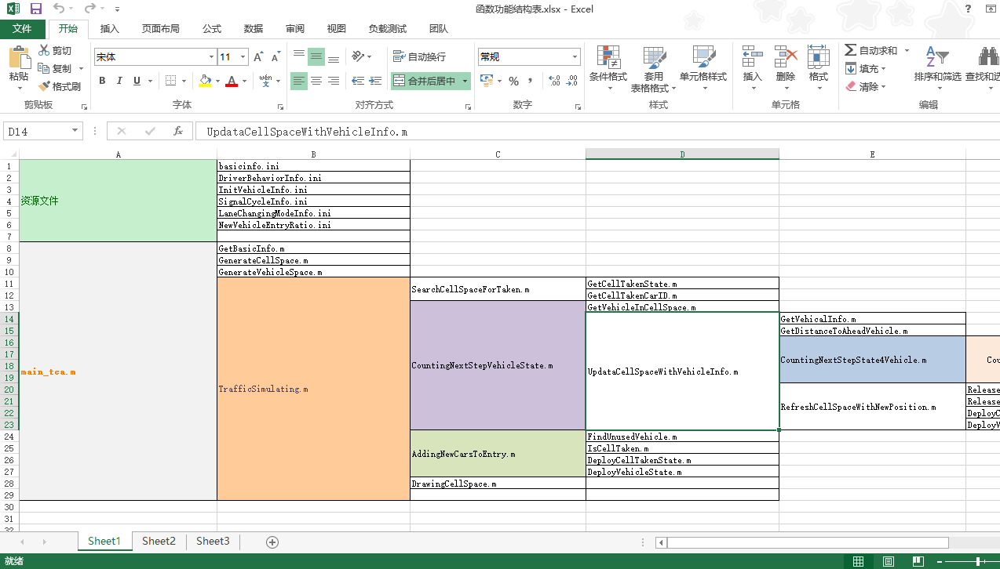 函数功能结构表.xlsx - Excel
文件 开始 插入 页面布局 公式 数据 审阅 视图 负载测试 团队
粘贴 剪切 复制 格式刷 剪贴板
宋体 11 B I U 字体
自动换行 合并后居中 对齐方式
常规 % 数字
条件格式 套用 表格格式 单元格样式 样式
插入 删除 格式 单元格
自动求和 填充 清除 排序和筛选 查找和选 编辑
D14 fx UpdataCellSpaceWithVehicleInfo.m
A B C D E
1 资源文件 basicinfo.ini
2 DriverBehaviorInfo.ini
3 InitVehicleInfo.ini
4 SignalCycleInfo.ini
5 LaneChangingModeInfo.ini
6 NewVehicleEntryRatio.ini
7
8 main_tca.m GetBasicInfo.m
9 GenerateCellSpace.m
10 GenerateVehicleSpace.m
11 TrafficSimulating.m SearchCellSpaceForTaken.m GetCellTakenState.m
12 GetCellTakenCarID.m
13 CountingNextStepVehicleState.m GetVehicleInCellSpace.m
14 UpdataCellSpaceWithVehicleInfo.m GetVehicalInfo.m
15 GetDistanceToAheadVehicle.m
16 CountingNextStepState4Vehicle.m Cou
17
18
19
20 RefreshCellSpaceWithNewPosition.m Release
21 Release
22 DeployC
23 DeployV
24 AddingNewCarsToEntry.m FindUnusedVehicle.m
25 IsCellTaken.m
26 DeployCellTakenState.m
27 DeployVehicleState.m
28 DrawingCellSpace.m
29
30
31
32
Sheet1 Sheet2 Sheet3
就绪